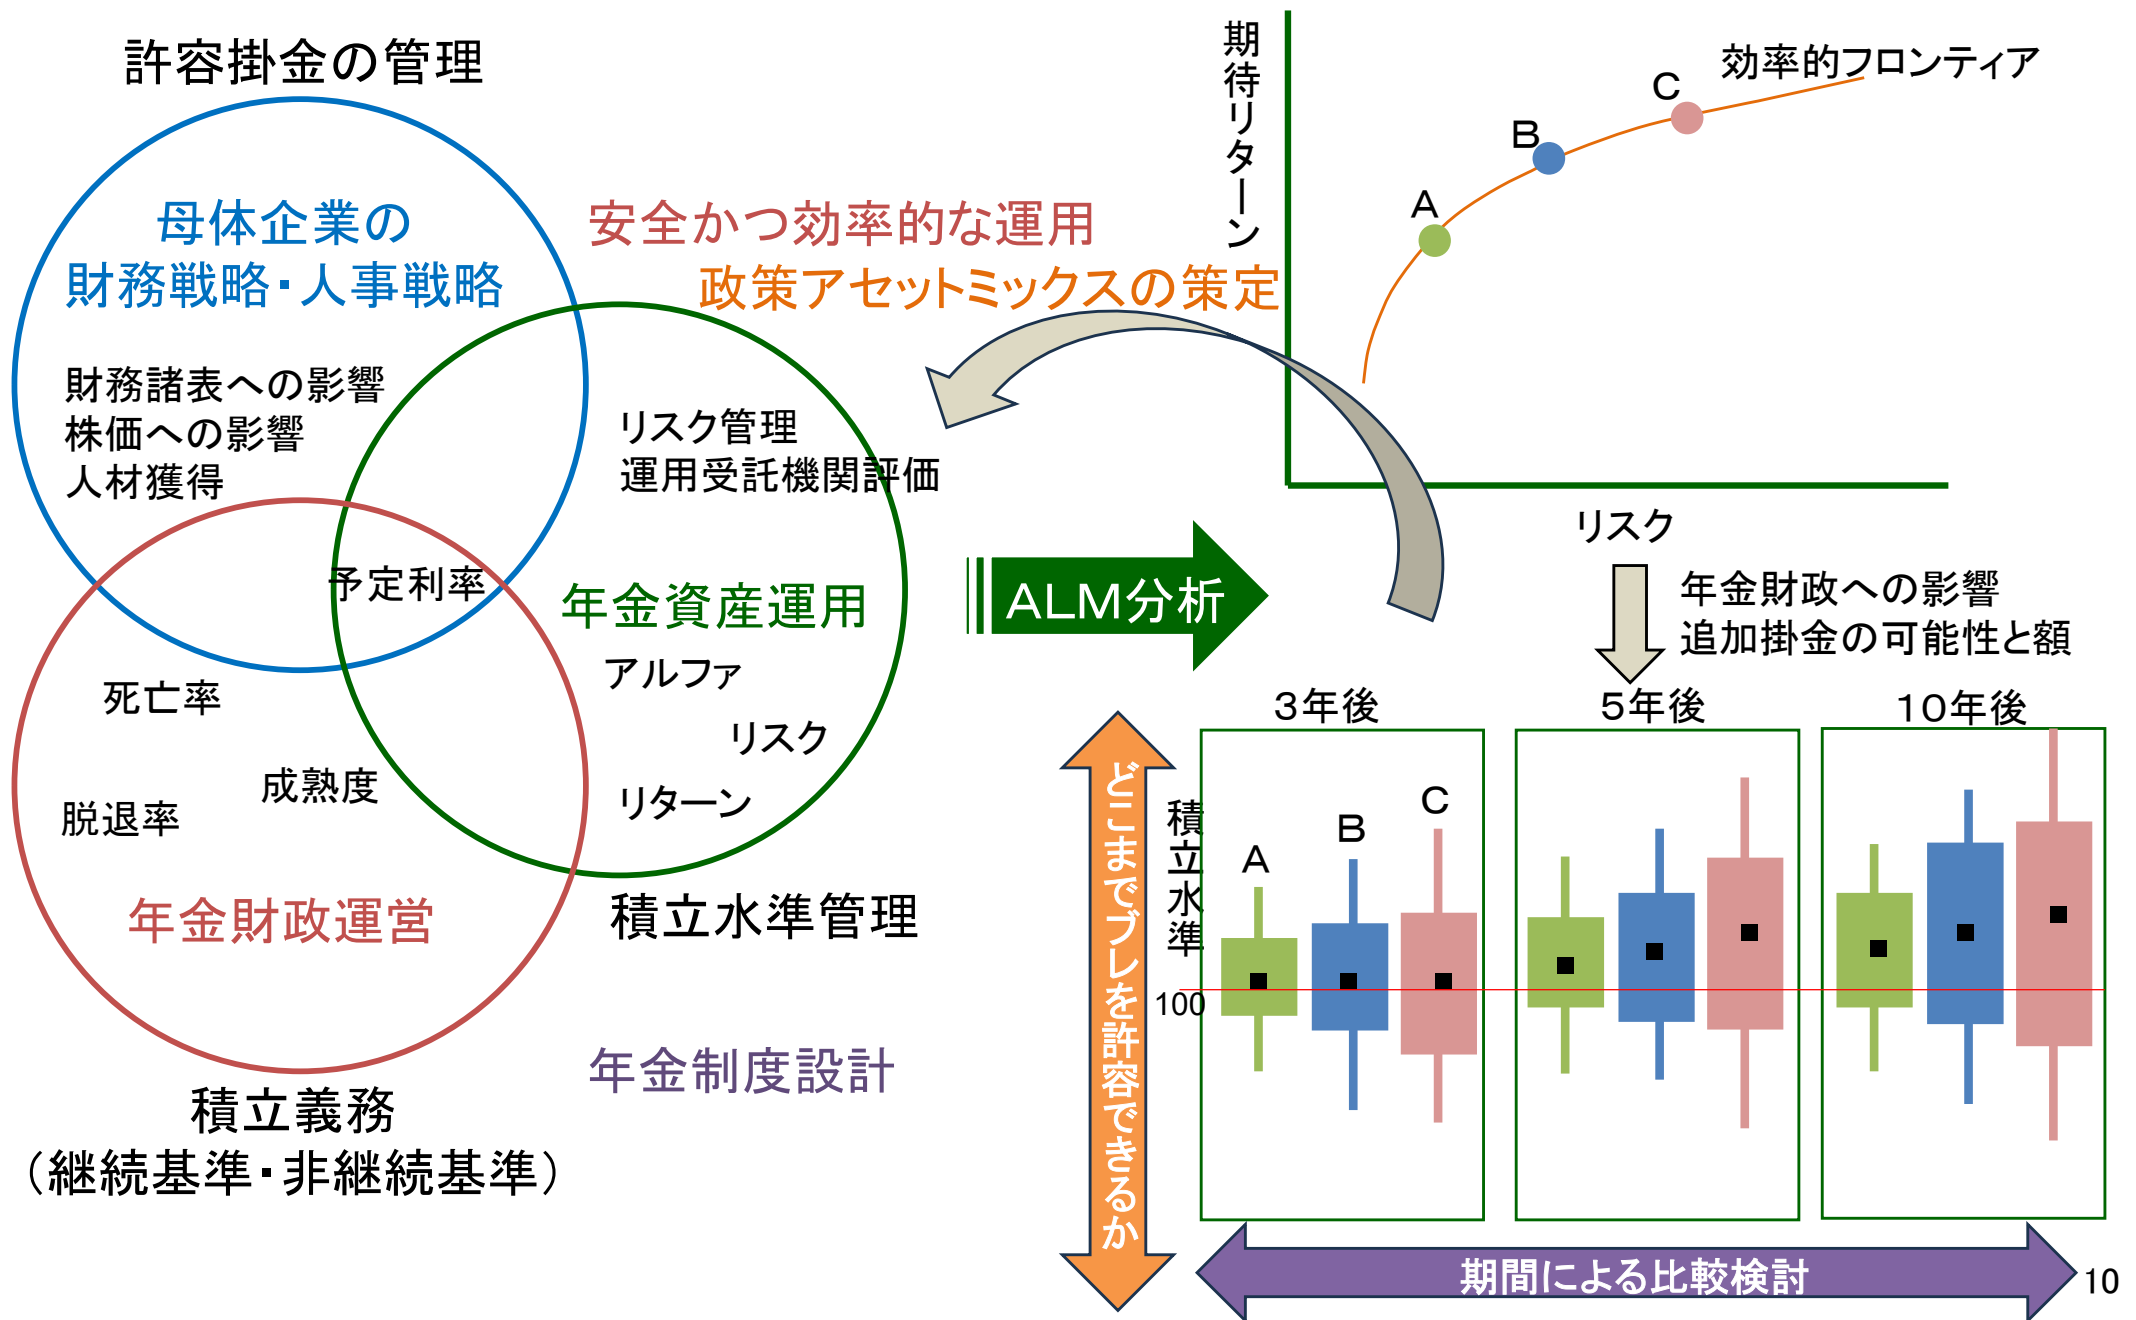 許容掛金の管理
母体企業の
財務戦略・人事戦略
財務諸表への影響
株価への影響
人材獲得
安全かつ効率的な運用
政策アセットミックスの策定
リスク管理
運用受託機関評価
予定利率
年金資産運用
アルファ
リスク
リターン
死亡率
成熟度
脱退率
年金財政運営
積立水準管理
年金制度設計
積立義務
（継続基準・非継続基準）
ALM分析
期待リターン
効率的フロンティア
A
B
C
リスク
年金財政への影響
追加掛金の可能性と額
どこまでブレを許容できるか
積立水準
100
3年後
5年後
10年後
A
B
C
期間による比較検討
10